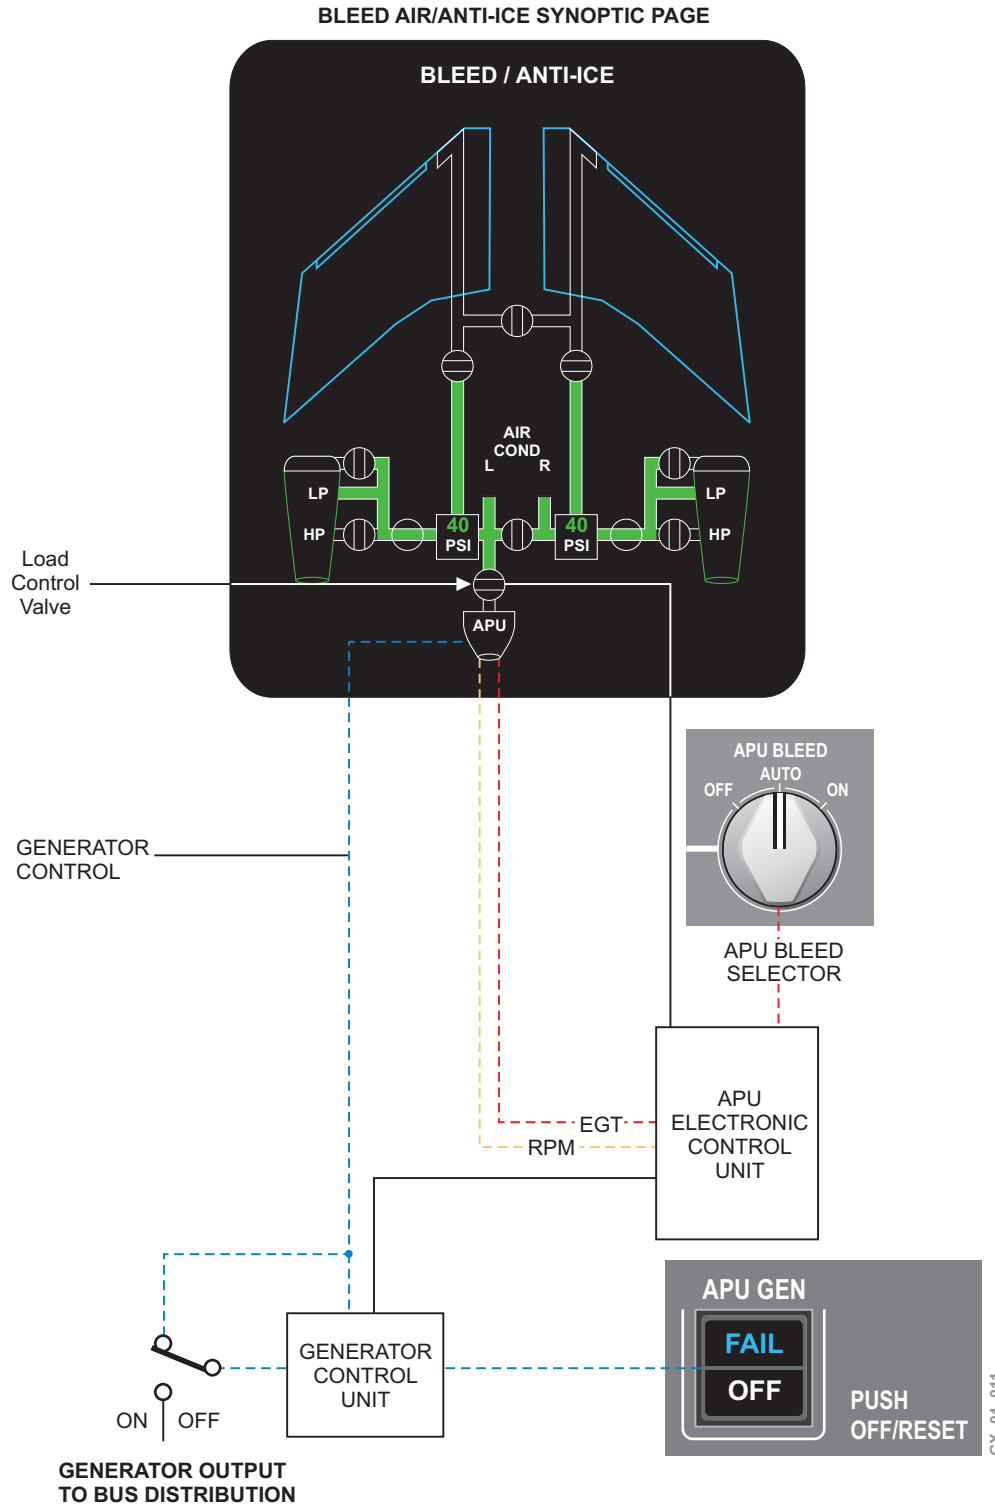 BLEED AIR/ANTI-ICE SYNOPTIC PAGE
BLEED / ANTI-ICE
AIR
COND
L
R
LP
HP
40
PSI
40
PSI
LP
HP
Load
Control
Valve
APU
APU BLEED
AUTO
OFF
ON
GENERATOR
CONTROL
APU BLEED
SELECTOR
APU
ELECTRONIC
CONTROL
UNIT
EGT
RPM
APU GEN
FAIL
OFF
PUSH
OFF/RESET
GENERATOR
CONTROL
UNIT
ON
OFF
GENERATOR OUTPUT
TO BUS DISTRIBUTION